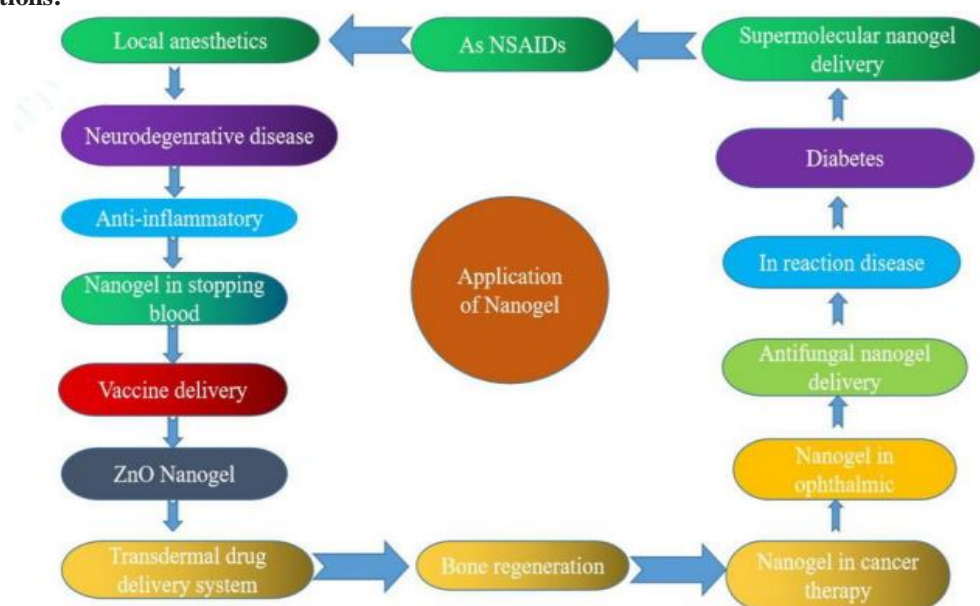 tions:
Local anesthetics
As NSAIDs
Supermolecular nanogel
delivery
Neurodegenrative disease
Diabetes
Anti-inflammatory
In reaction disease
Application
of Nanogel
Nanogel in stopping
blood
Antifungal nanogel
delivery
Vaccine delivery
ZnO Nanogel
Nanogel in
ophthalmic
Transdermal drug
delivery system
Bone regeneration
Nanogel in cancer
therapy